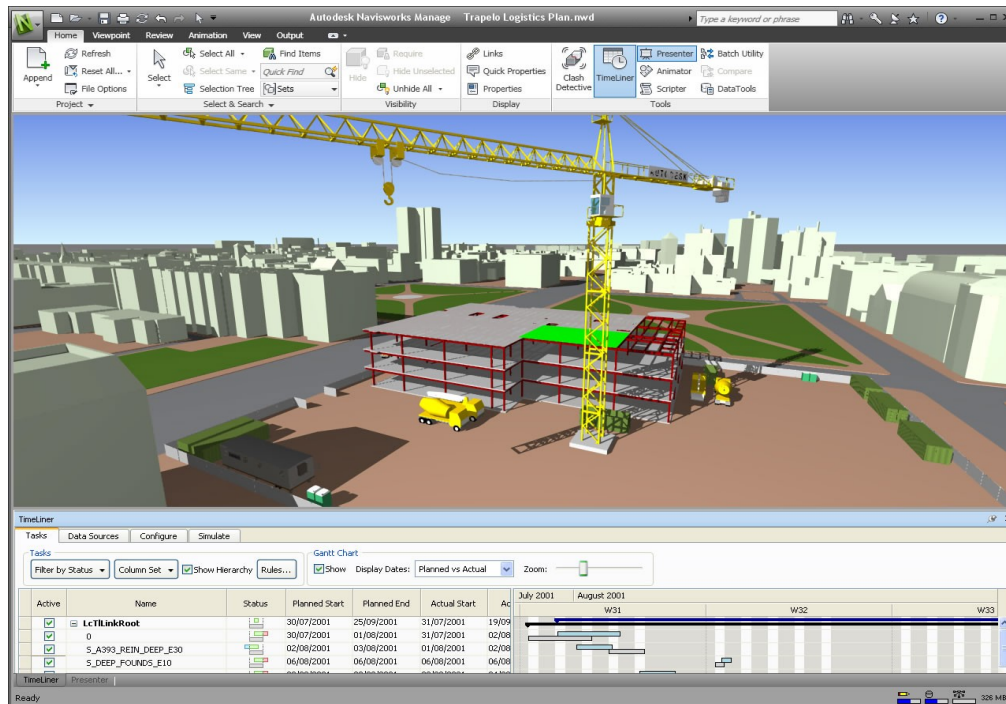 Autodesk Navisworks Manage Trapelo Logistics Plan.nwd
Type a keyword or phrase
Home Viewpoint Review Animation View Output
Append
Refresh
Reset All...
File Options
Project
Select
Select All
Select Same
Selection Tree
Find Items
Quick Find
Sets
Select & Search
Hide
Require
Hide Unselected
Unhide All
Visibility
Links
Quick Properties
Properties
Display
Clash
Detective
TimeLiner
Presenter
Animator
Scripter
Batch Utility
Compare
DataTools
Tools
TimeLiner
Tasks Data Sources Configure Simulate
Tasks
Filter by Status Column Set Show Hierarchy Rules...
Gantt Chart
Show Display Dates: Planned vs Actual Zoom:
July 2001 August 2001
W31 W32 W33
Active Name Status Planned Start Planned End Actual Start Ac
LcTlLinkRoot 30/07/2001 25/09/2001 31/07/2001 19/09
0 30/07/2001 01/08/2001 31/07/2001 02/08
S_A393_REIN_DEEP_E30 02/08/2001 03/08/2001 01/08/2001 02/08
S_DEEP_FOUNDS_E10 06/08/2001 06/08/2001 06/08/2001 06/08
TimeLiner Presenter
Ready
326 MB